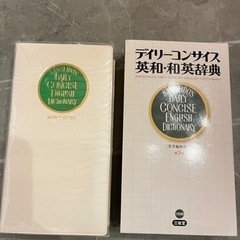 SANSEIDO'S
DAILY
CONCISE
ENGLISH
DICTIONARY
デイリーコンサイス
英和・和英辞典
SANSEIDO'S
DAILY
CONCISE
ENGLISH
DICTIONARY
三省堂